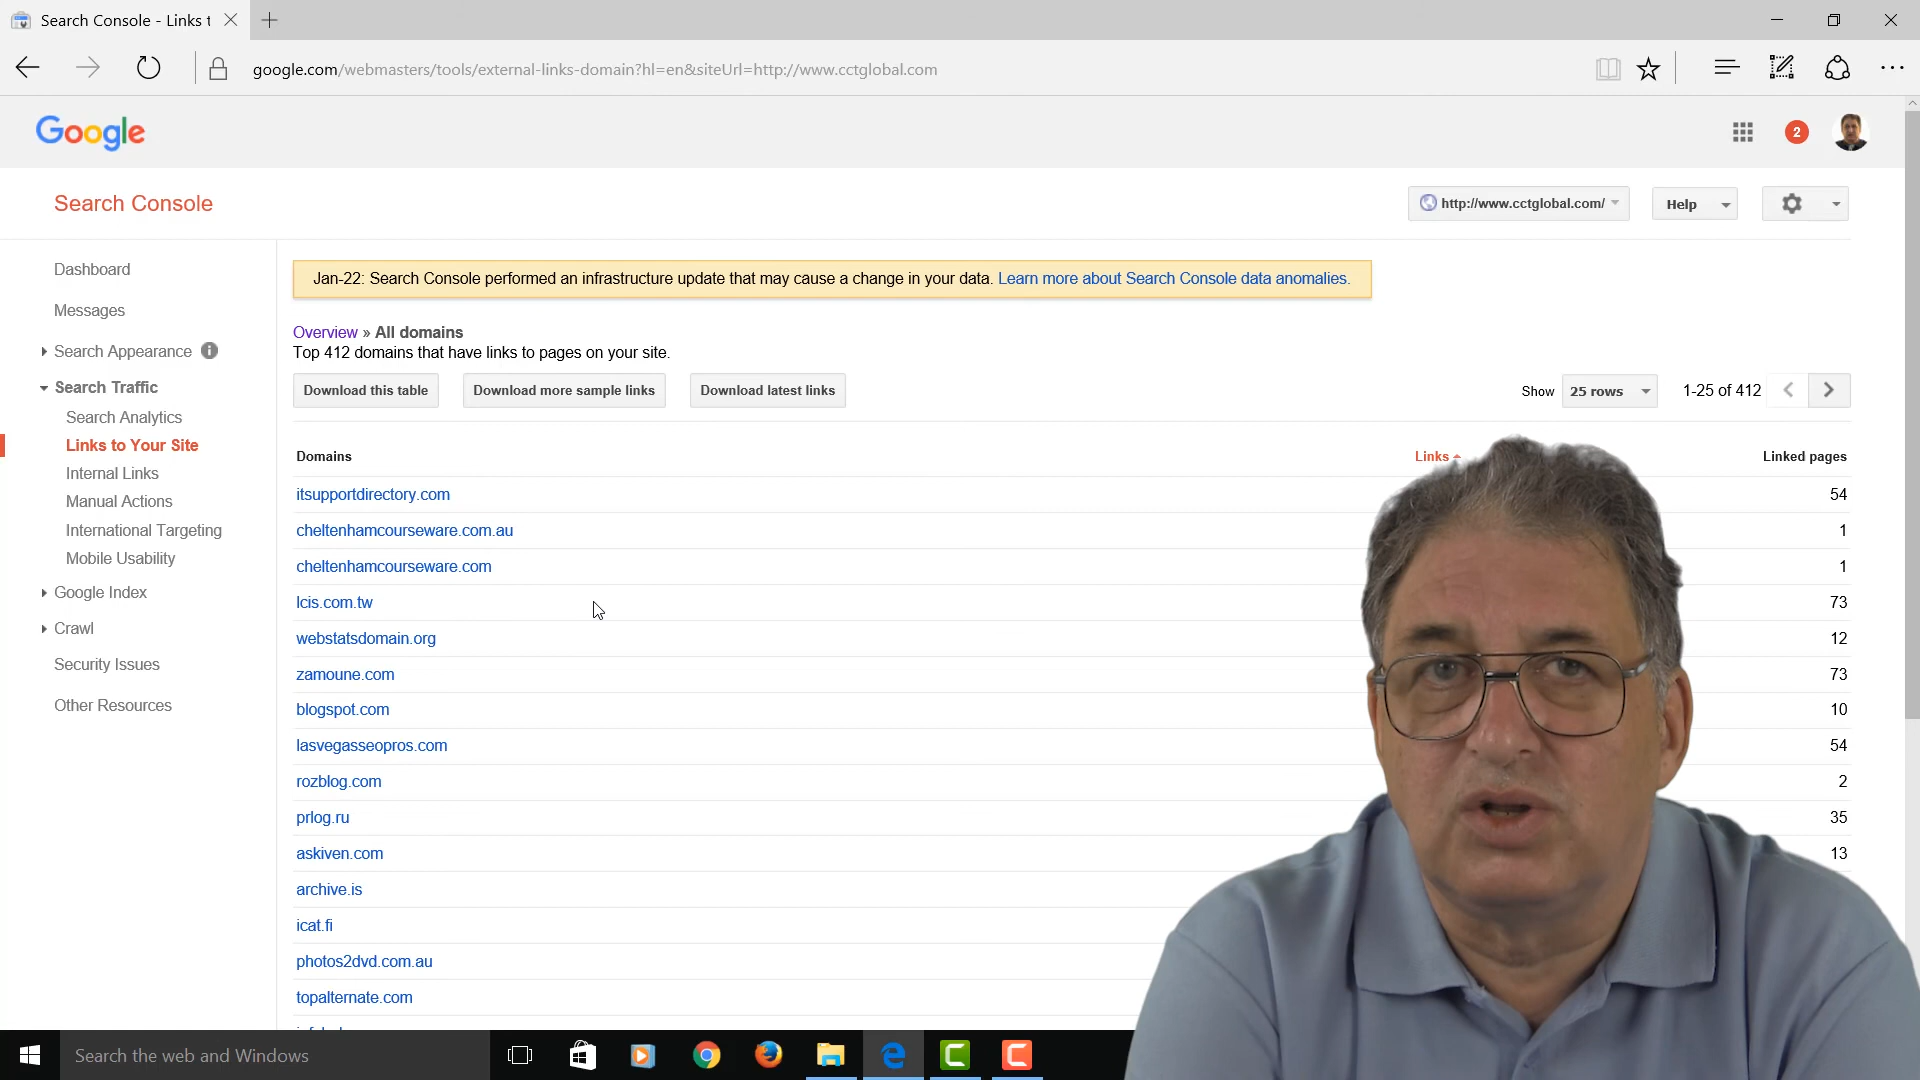 Search Console - Links t
google.com/webmasters/tools/external-links-domain?hl=en&siteUrl=http://www.cctglobal.com
Google
2
Search Console
http://www.cctglobal.com/
Help
Dashboard
Messages
Search Appearance
Search Traffic
Search Analytics
Links to Your Site
Internal Links
Manual Actions
International Targeting
Mobile Usability
Google Index
Crawl
Security Issues
Other Resources
Jan-22: Search Console performed an infrastructure update that may cause a change in your data. Learn more about Search Console data anomalies.
Overview » All domains
Top 412 domains that have links to pages on your site.
Download this table Download more sample links Download latest links Show 25 rows 1-25 of 412
Domains Links Linked pages
itsupportdirectory.com 54
cheltenhamcourseware.com.au 1
cheltenhamcourseware.com 1
lcis.com.tw 73
webstatsdomain.org 12
zamoune.com 73
blogspot.com 10
lasvegasseopros.com 54
rozblog.com 2
prlog.ru 35
askiven.com 13
archive.is
icat.fi
photos2dvd.com.au
topalternate.com
Search the web and Windows